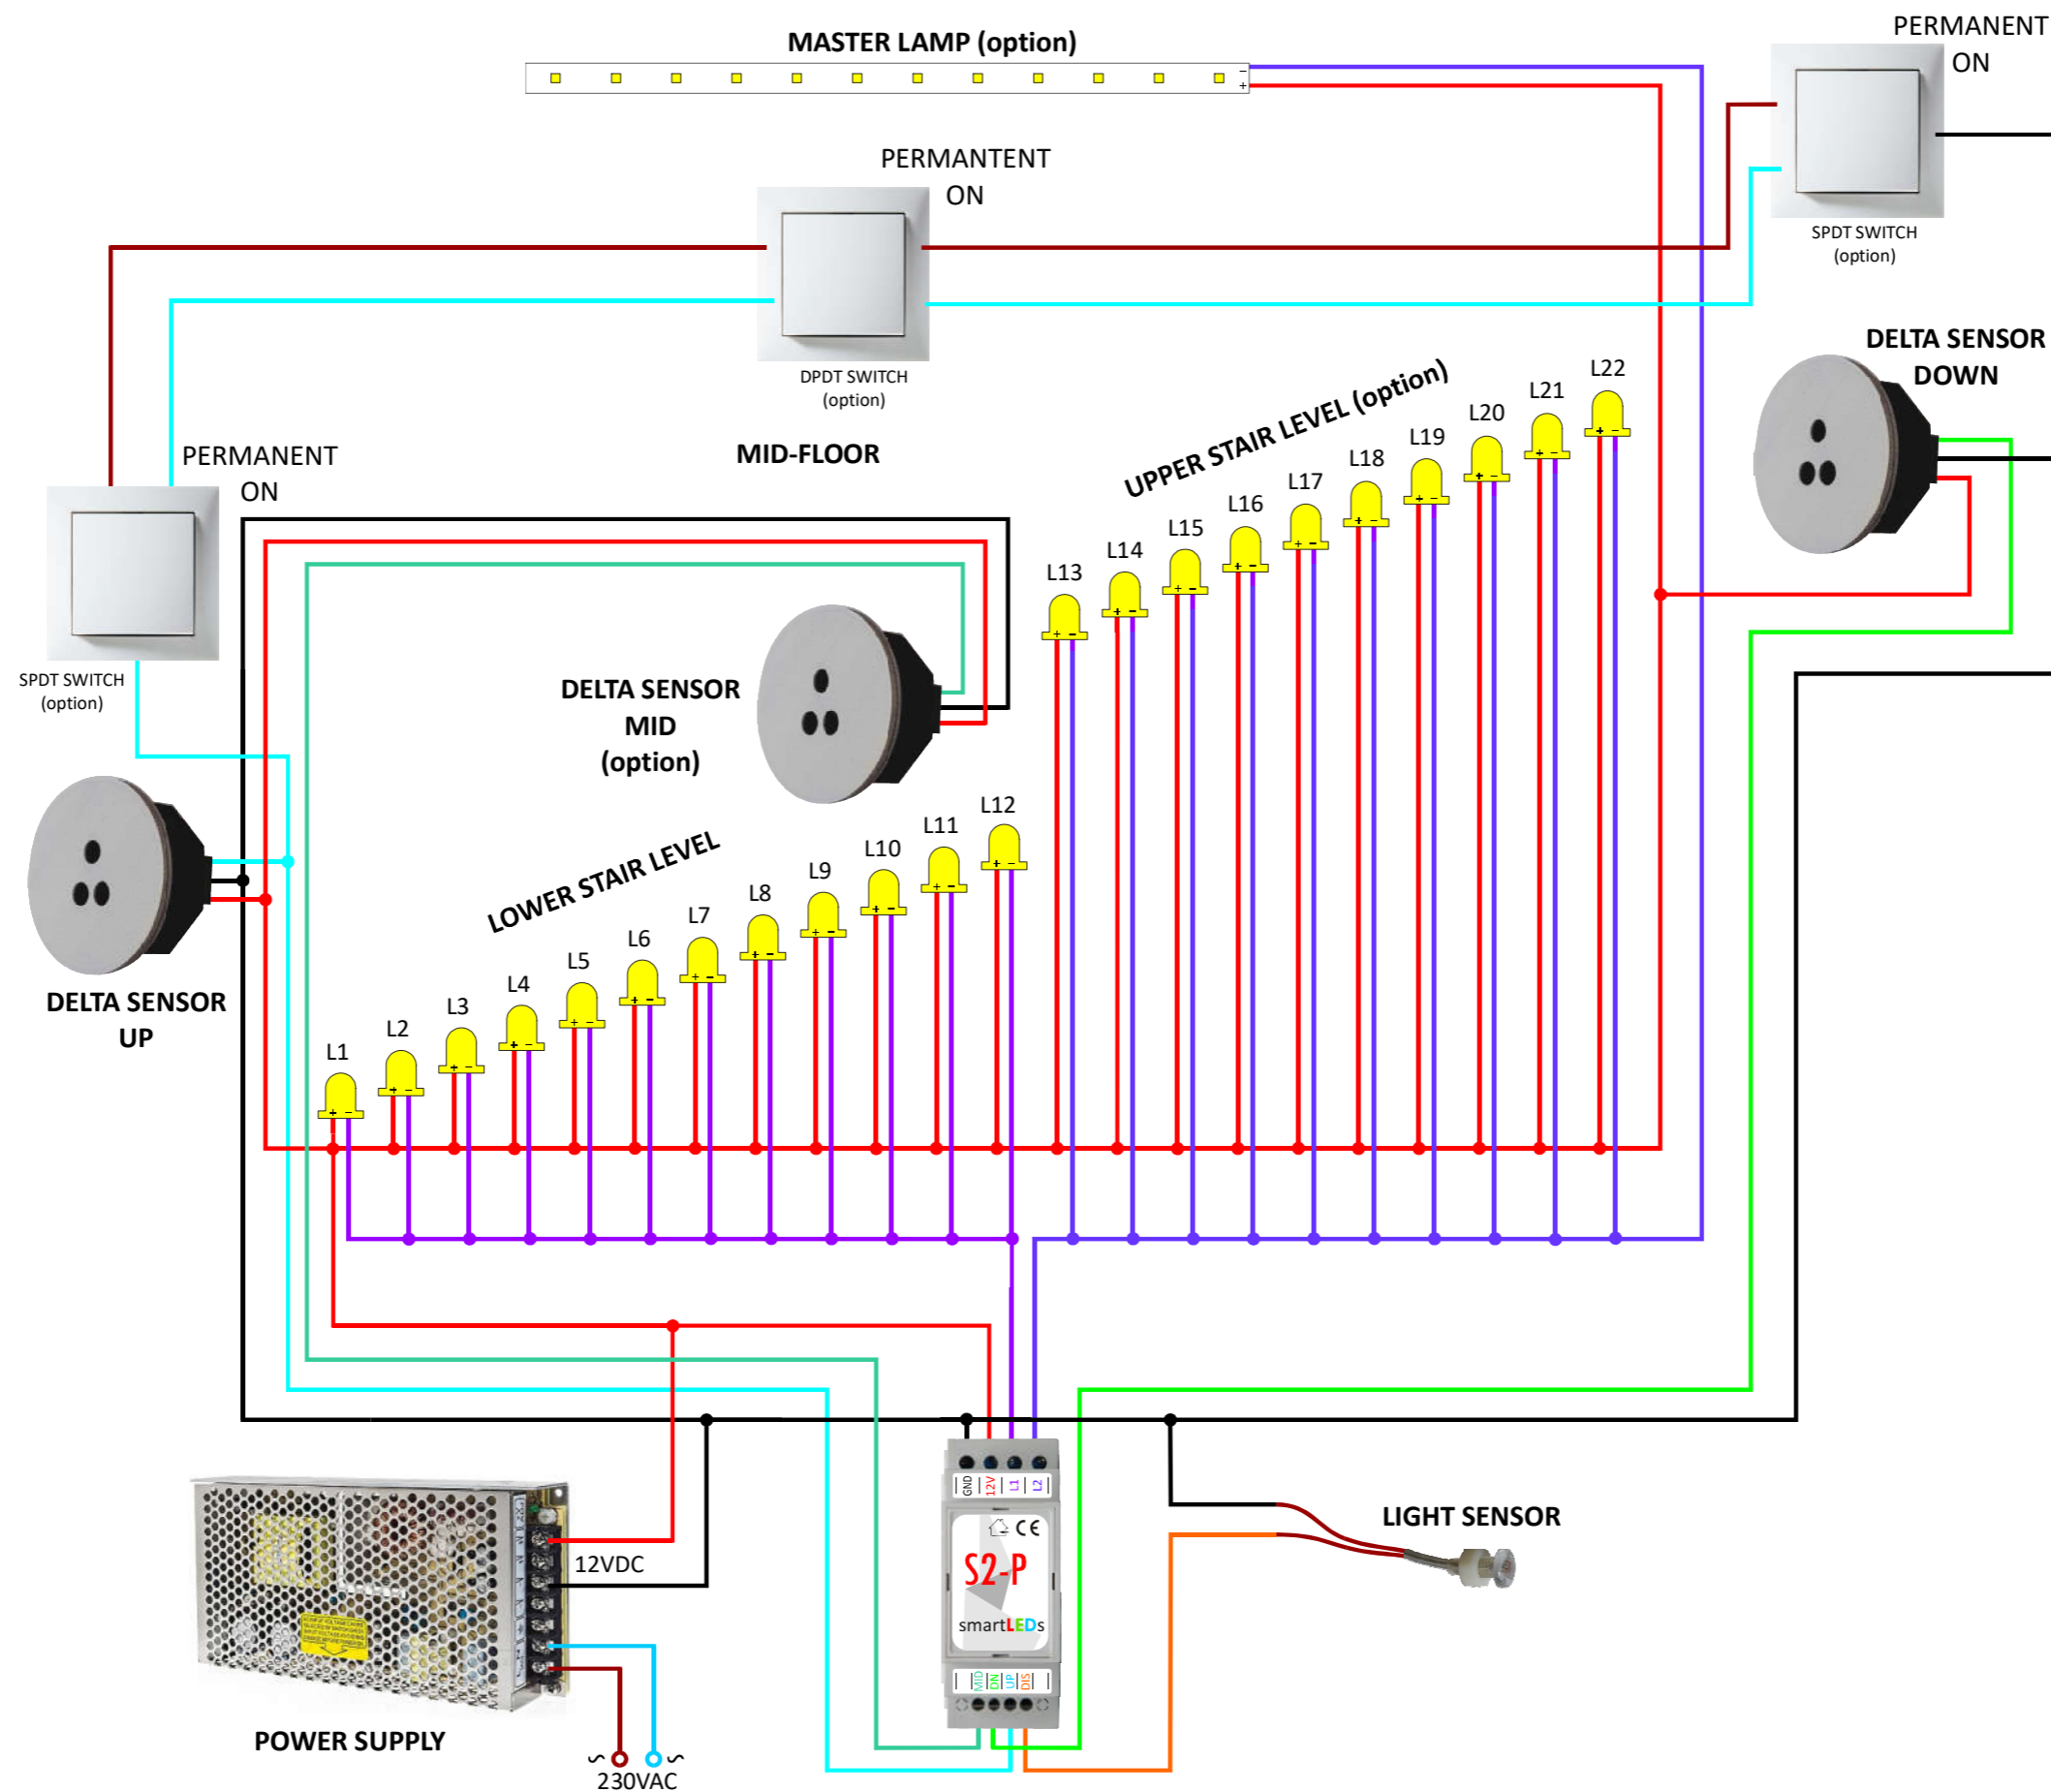 MASTER LAMP (option)
PERMANENT
ON
−
+
SPDT SWITCH
(option)
PERMANTENT
ON
DPDT SWITCH
(option)
MID-FLOOR
DELTA SENSOR
DOWN
UPPER STAIR LEVEL (option)
L13
L14
L15
L16
L17
L18
L19
L20
L21
L22
PERMANENT
ON
SPDT SWITCH
(option)
DELTA SENSOR
MID
(option)
DELTA SENSOR
UP
LOWER STAIR LEVEL
L1
L2
L3
L4
L5
L6
L7
L8
L9
L10
L11
L12
GND 12V L1 L2
CE
S2-P
smartLEDs
MID DN UP DIS
LIGHT SENSOR
12VDC
POWER SUPPLY
~ ~
230VAC